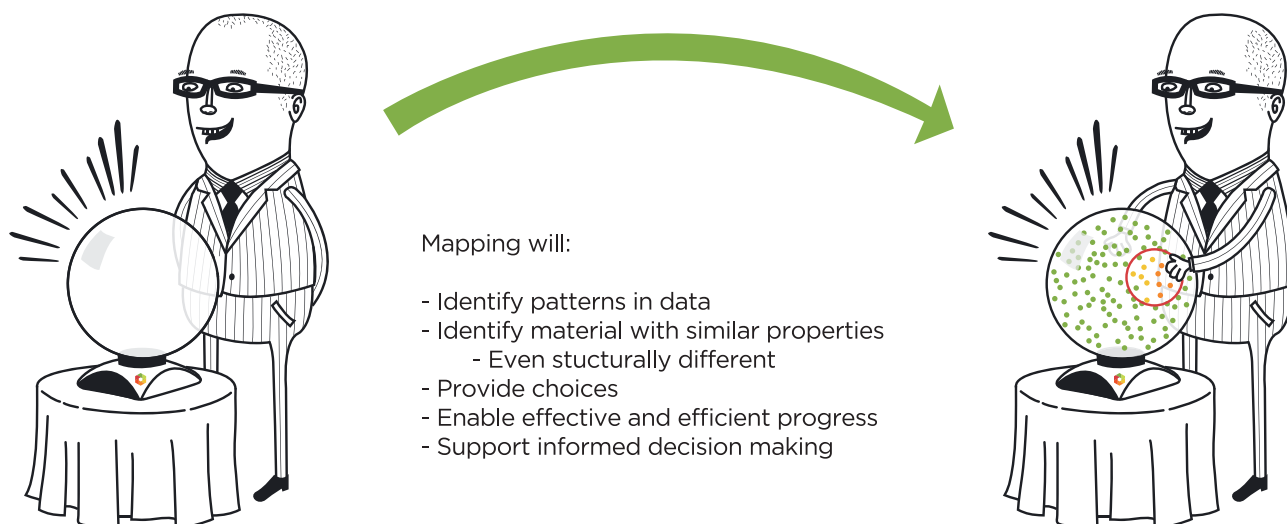 Mapping will:
- Identify patterns in data
- Identify material with similar properties
- Even stucturally different
- Provide choices
- Enable effective and efficient progress
- Support informed decision making